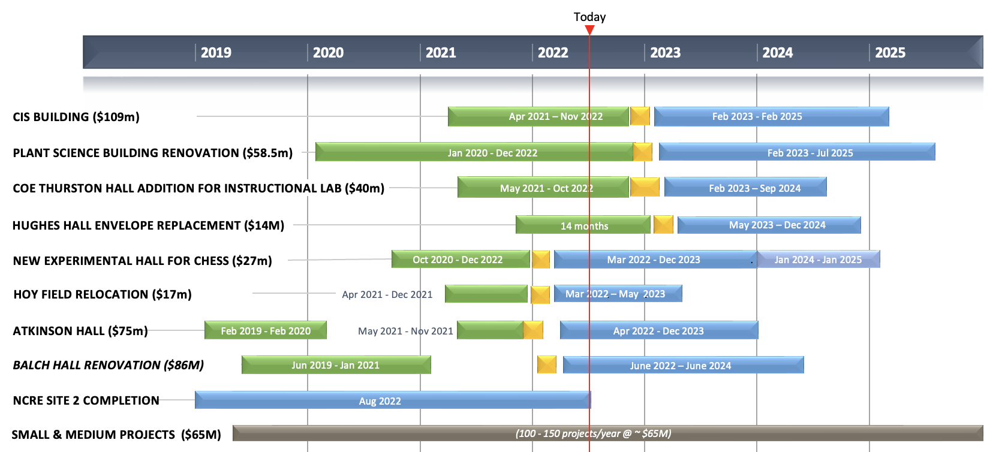 Today
2019 2020 2021 2022 2023 2024 2025
CIS BUILDING ($109m) Apr 2021 – Nov 2022 Feb 2023 - Feb 2025
PLANT SCIENCE BUILDING RENOVATION ($58.5m) Jan 2020 - Dec 2022 Feb 2023 - Jul 2025
COE THURSTON HALL ADDITION FOR INSTRUCTIONAL LAB ($40m) May 2021 - Oct 2022 Feb 2023 – Sep 2024
HUGHES HALL ENVELOPE REPLACEMENT ($14M) 14 months May 2023 – Dec 2024
NEW EXPERIMENTAL HALL FOR CHESS ($27m) Oct 2020 - Dec 2022 Mar 2022 - Dec 2023 . Jan 2024 - Jan 2025
HOY FIELD RELOCATION ($17m) Apr 2021 - Dec 2021 Mar 2022 – May 2023
ATKINSON HALL ($75m) Feb 2019 - Feb 2020 May 2021 - Nov 2021 Apr 2022 - Dec 2023
BALCH HALL RENOVATION ($86M) Jun 2019 - Jan 2021 June 2022 – June 2024
NCRE SITE 2 COMPLETION Aug 2022
SMALL & MEDIUM PROJECTS ($65M) (100 - 150 projects/year @ ~ $65M)